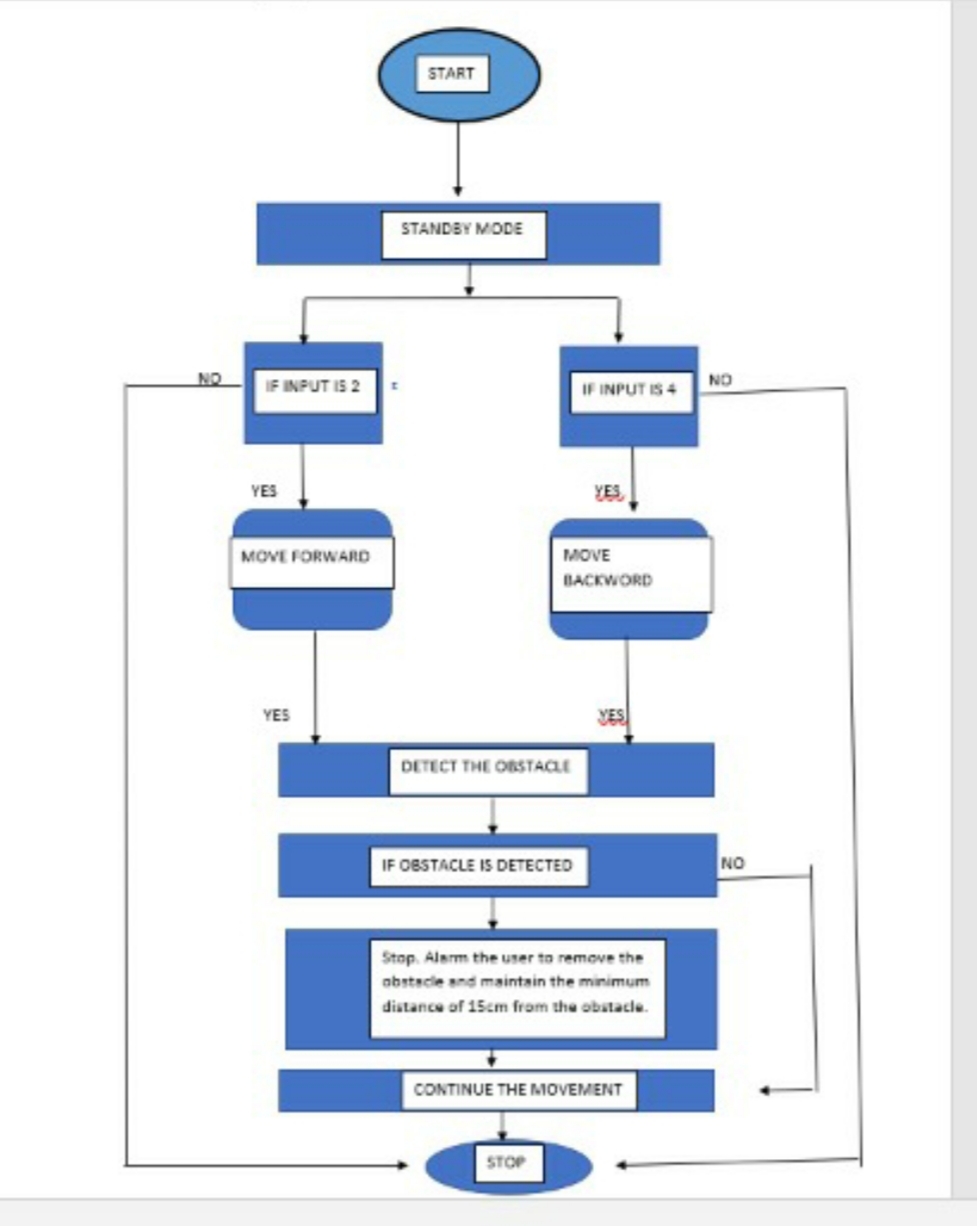 START
STANDBY MODE
NO
IF INPUT IS 2
IF INPUT IS 4
NO
YES
YES
MOVE FORWARD
MOVE
BACKWORD
YES
YES
DETECT THE OBSTACLE
IF OBSTACLE IS DETECTED
NO
Stop. Alarm the user to remove the
obstacle and maintain the minimum
distance of 15cm from the obstacle.
CONTINUE THE MOVEMENT
STOP